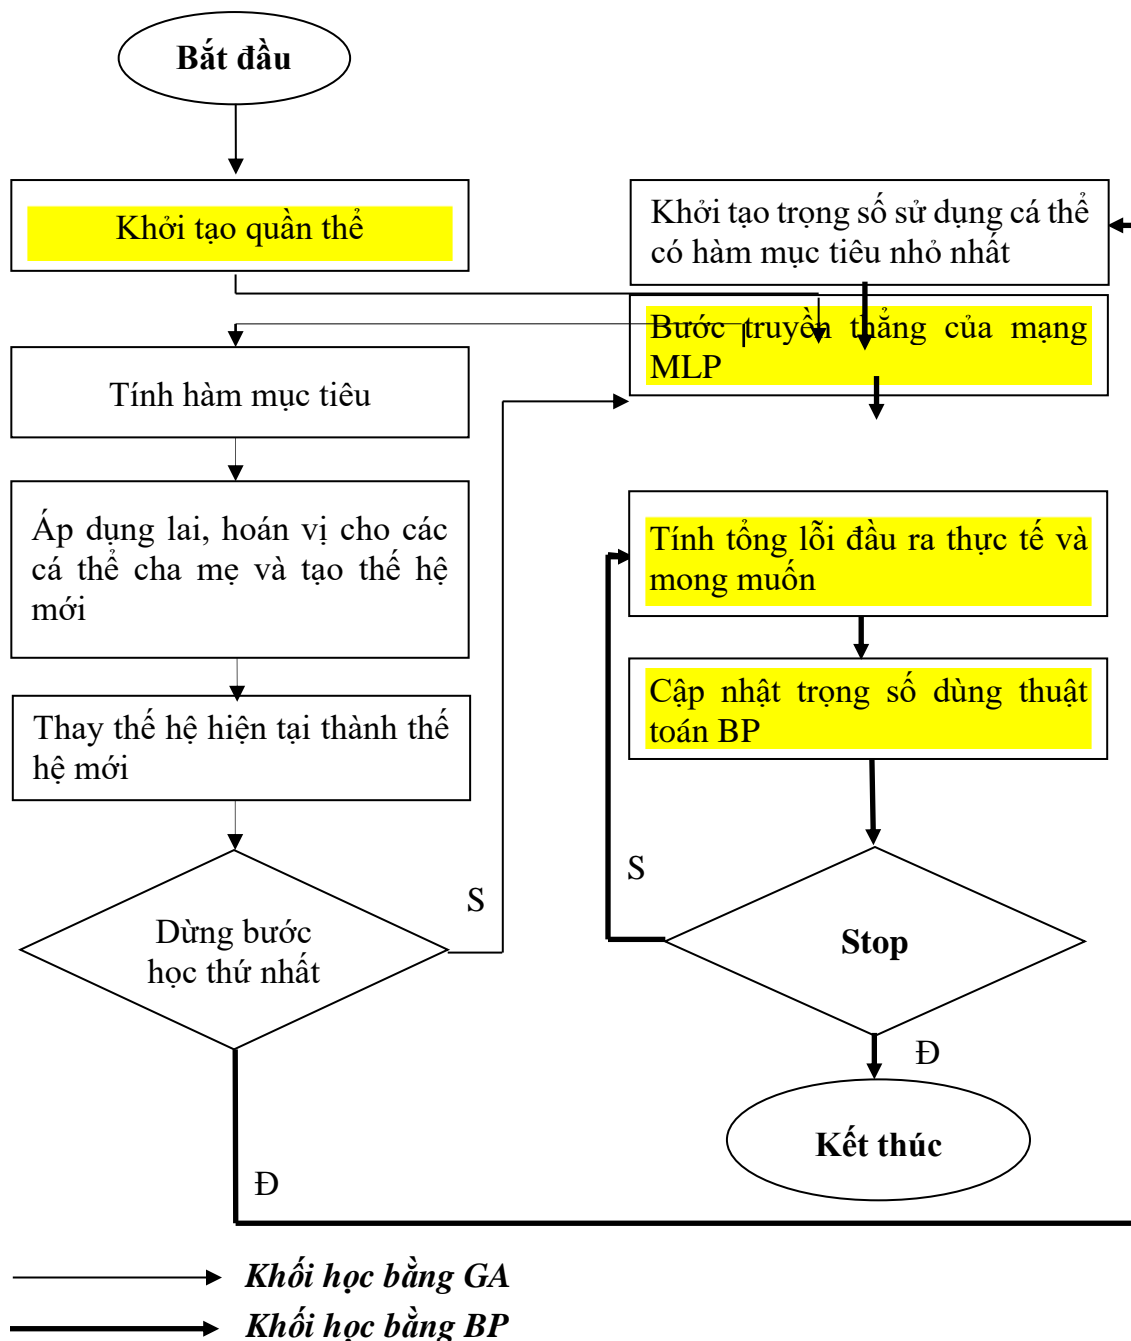 Bắt đầu
Khởi tạo quần thể
Khởi tạo trọng số sử dụng cá thể
có hàm mục tiêu nhỏ nhất
Bước truyền thẳng của mạng
MLP
Tính hàm mục tiêu
Áp dụng lai, hoán vị cho các
cá thể cha mẹ và tạo thế hệ
mới
Tính tổng lỗi đầu ra thực tế và
mong muốn
Cập nhật trọng số dùng thuật
toán BP
Thay thế hệ hiện tại thành thế
hệ mới
S
S
Dừng bước
học thứ nhất
Stop
Đ
Kết thúc
Đ
Khối học bằng GA
Khối học bằng BP